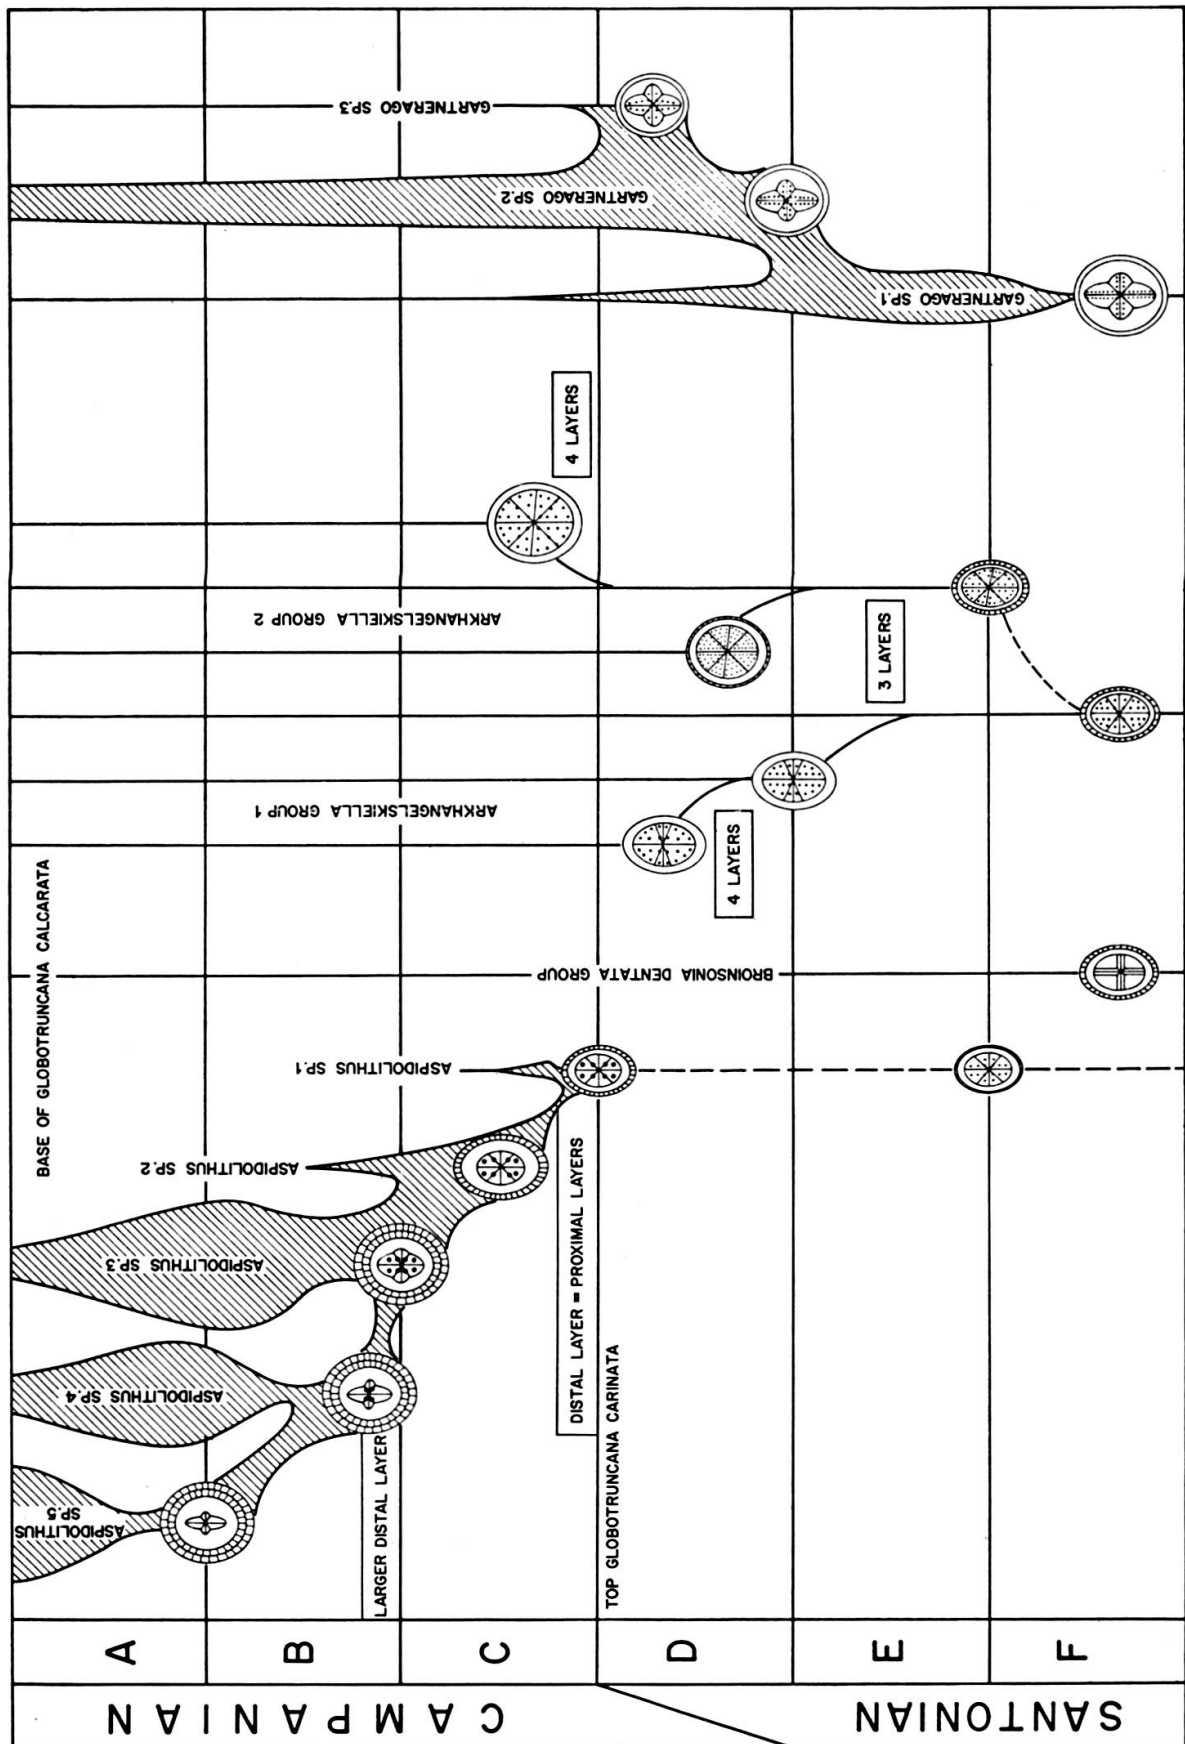 BASE OF GLOBOTRUNCANA CALCARATA
GARTNERAGO SP.3
GARTNERAGO SP.2
GARTNERAGO SP.1
4 LAYERS
ARKHANGELSKIELLA GROUP 2
3 LAYERS
ARKHANGELSKIELLA GROUP 1
4 LAYERS
BROINSONIA DENTATA GROUP
ASPIDOLITHUS SP.1
ASPIDOLITHUS SP.2
ASPIDOLITHUS SP.3
ASPIDOLITHUS SP.4
ASPIDOLITHUS
SP.5
LARGER DISTAL LAYER
DISTAL LAYER = PROXIMAL LAYERS
TOP GLOBOTRUNCANA CARINATA
A
B
C
D
E
F
CAMPANIAN
SANTONIAN